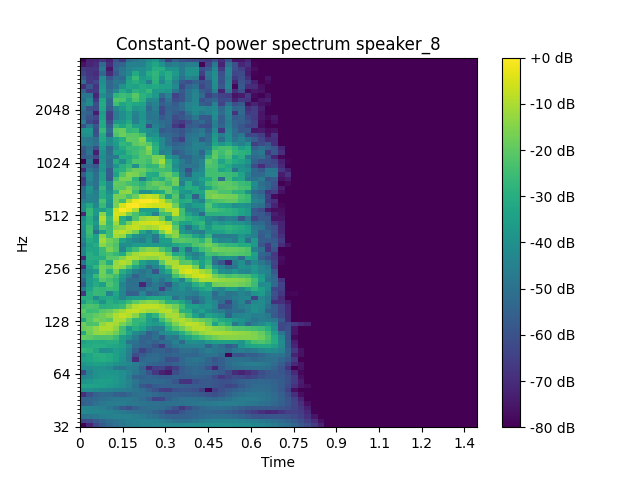 Constant-Q power spectrum speaker_8
Hz
2048
1024
512
256
128
64
32
0 0.15 0.3 0.45 0.6 0.75 0.9 1.1 1.2 1.4
Time
+0 dB
-10 dB
-20 dB
-30 dB
-40 dB
-50 dB
-60 dB
-70 dB
-80 dB